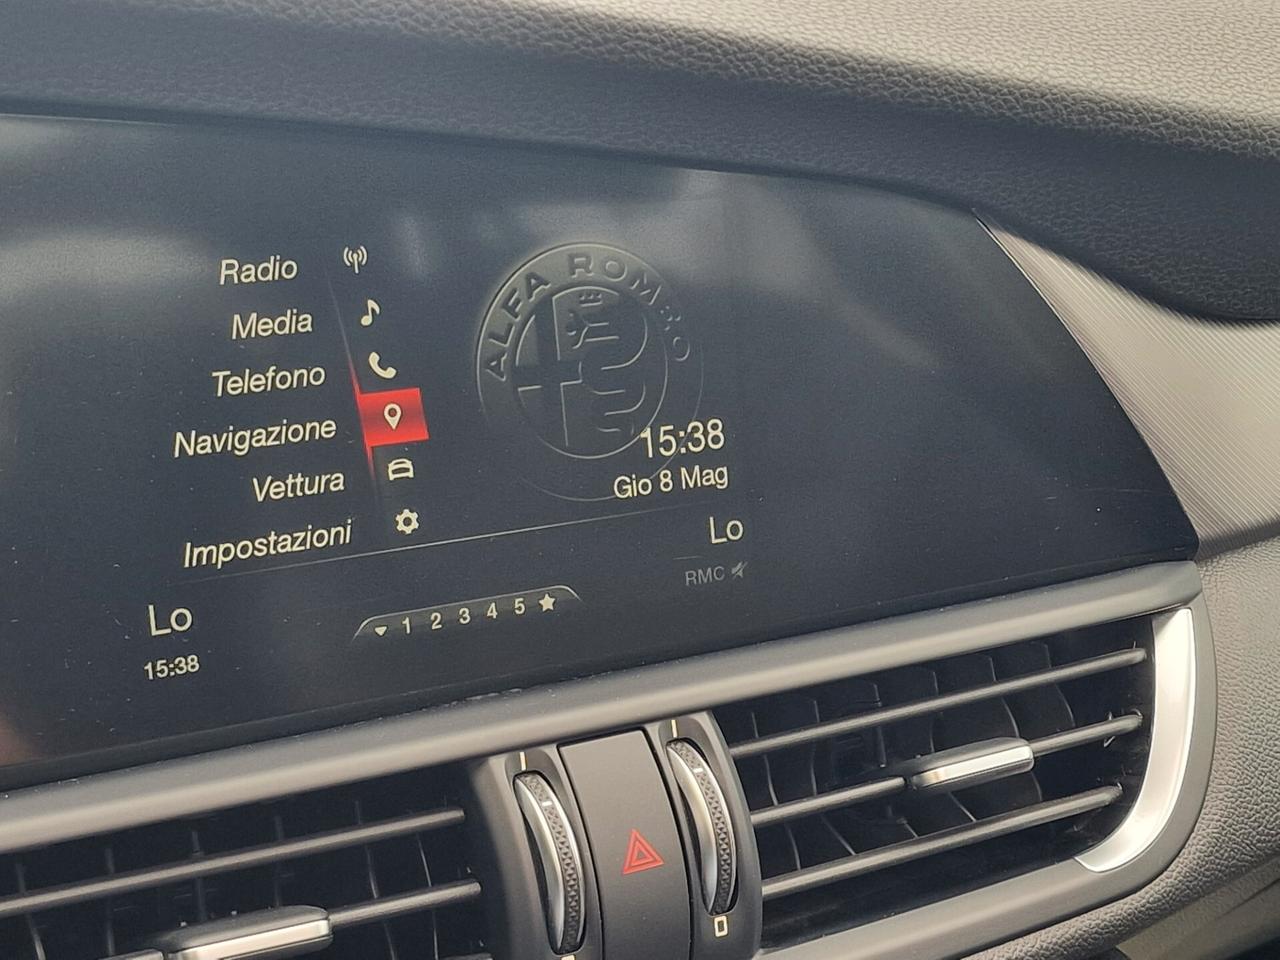 Radio
Media
Telefono
Navigazione
Vettura
Impostazioni
ALFA ROMEO
15:38
Gio 8 Mag
Lo
RMC
Lo
15:38
1 2 3 4 5